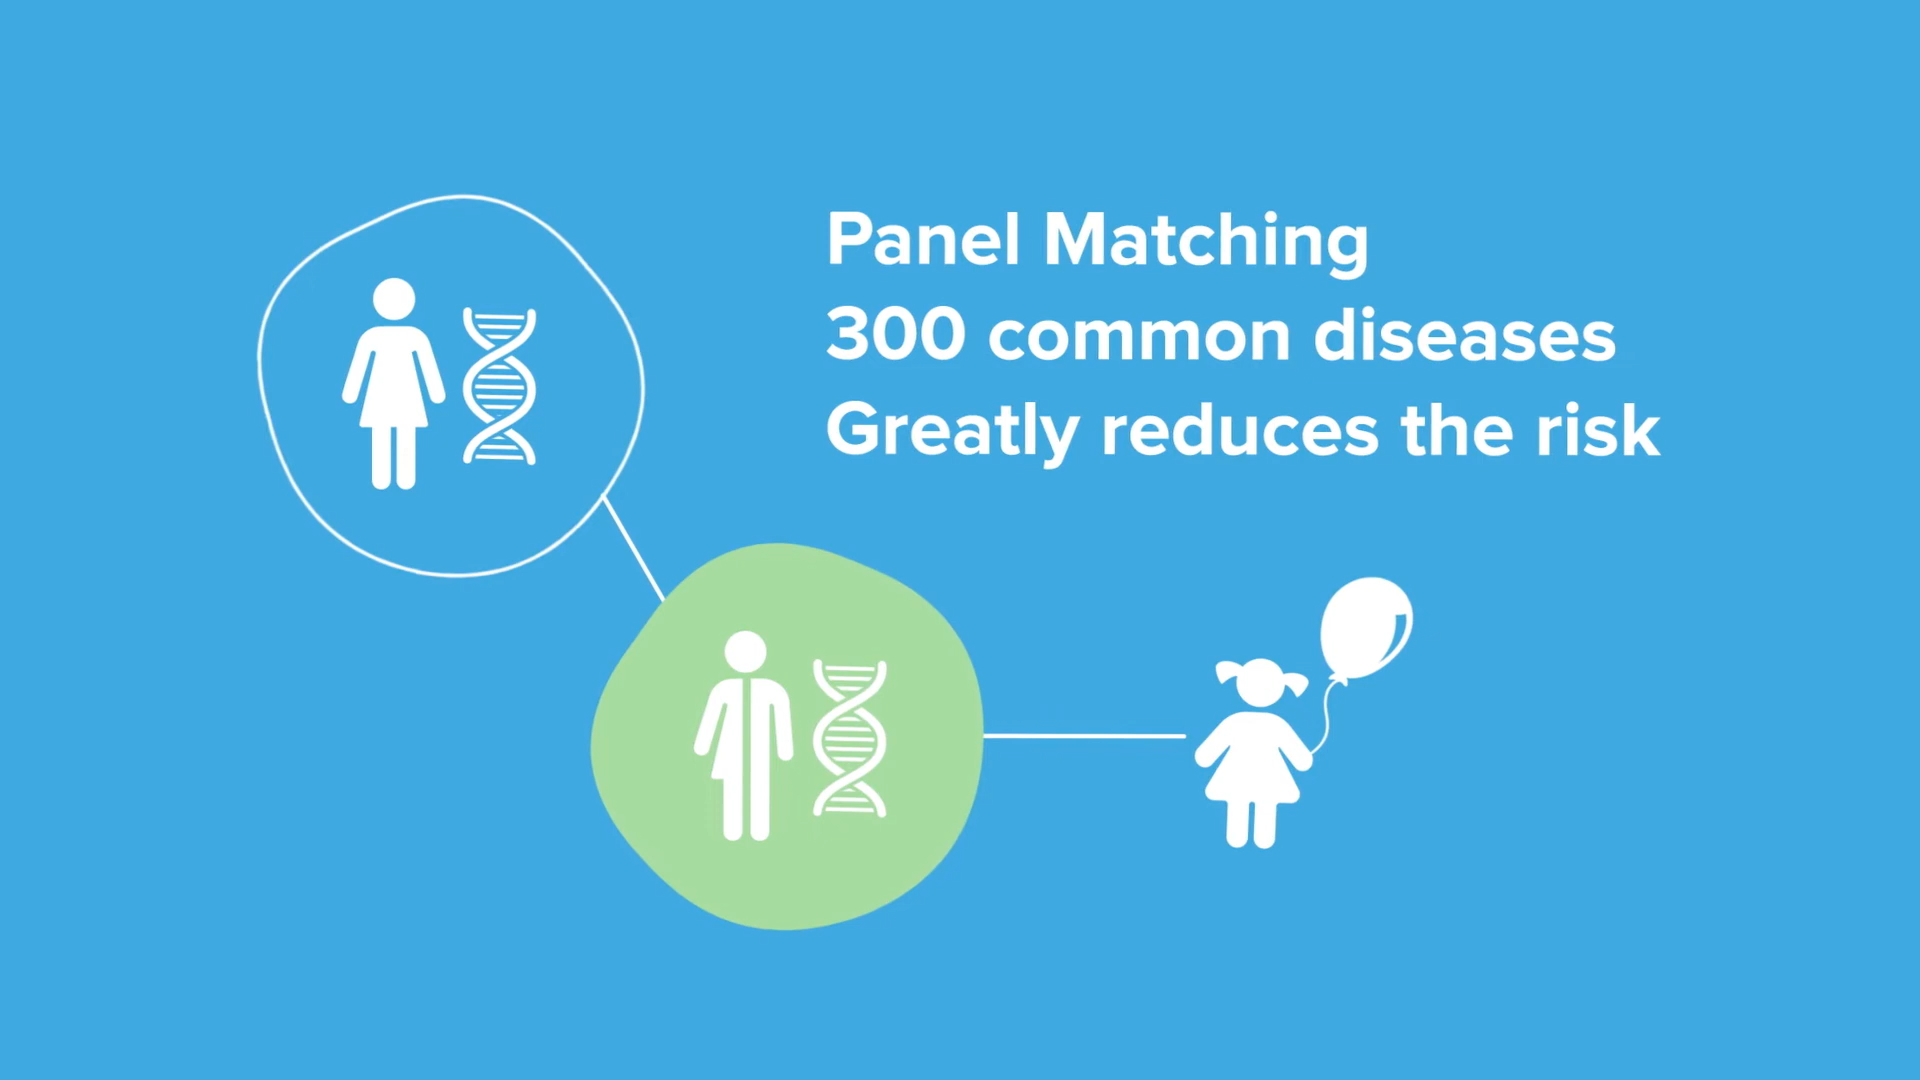 Panel Matching
300 common diseases
Greatly reduces the risk